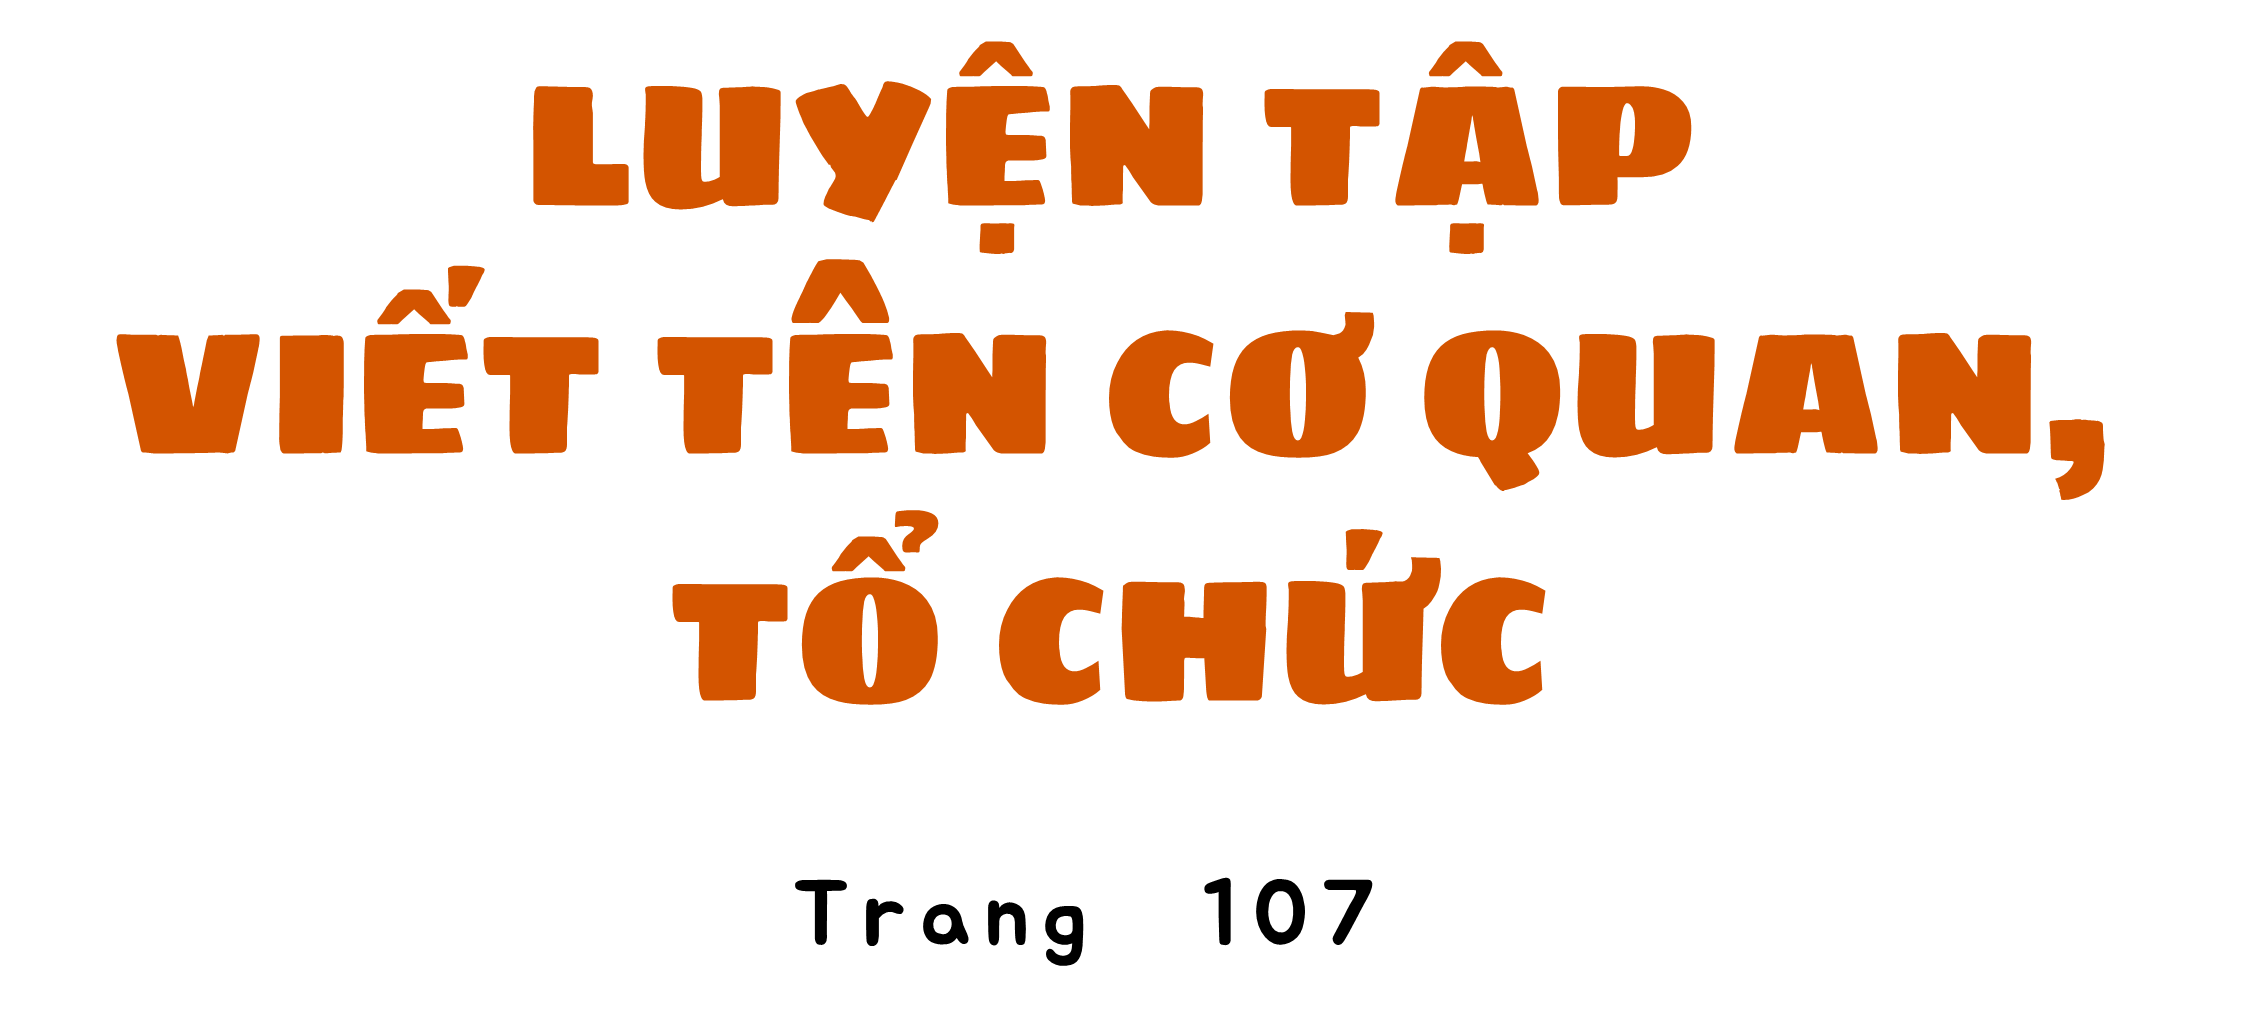 LUYỆN TẬP
VIẾT TÊN CƠ QUAN,
TỔ CHỨC
Trang 107